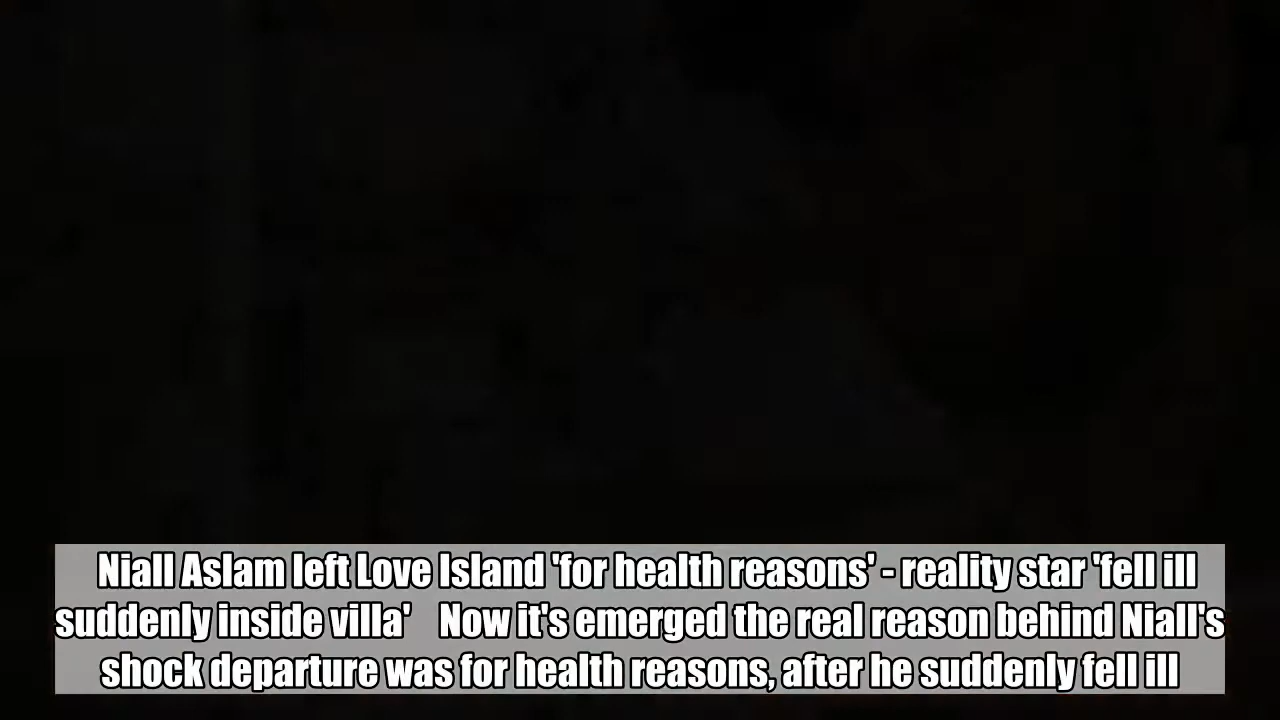 Niall Aslam left Love Island 'for health reasons' - reality star 'fell ill
suddenly inside villa'    Now it's emerged the real reason behind Niall's
shock departure was for health reasons, after he suddenly fell ill